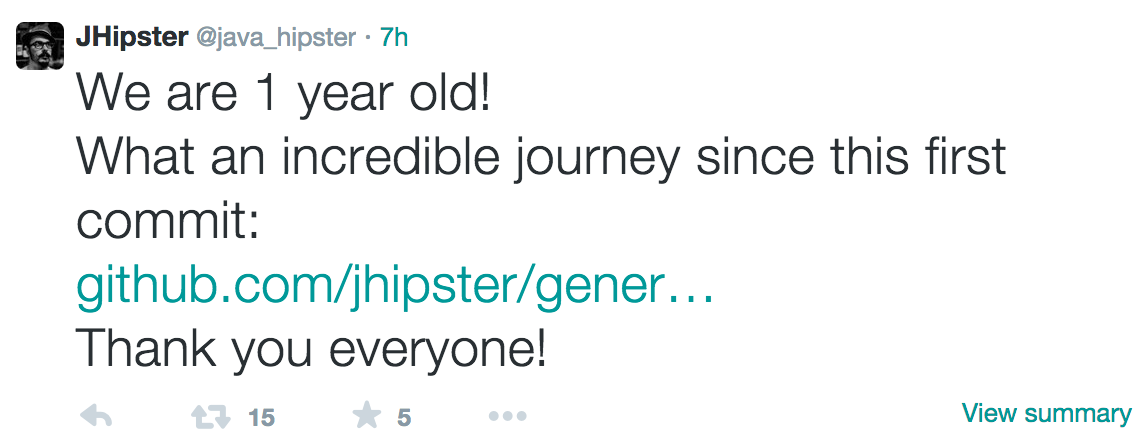 JHipster @java_hipster · 7h
We are 1 year old!
What an incredible journey since this first
commit:
github.com/jhipster/gener…
Thank you everyone!
15 5 View summary